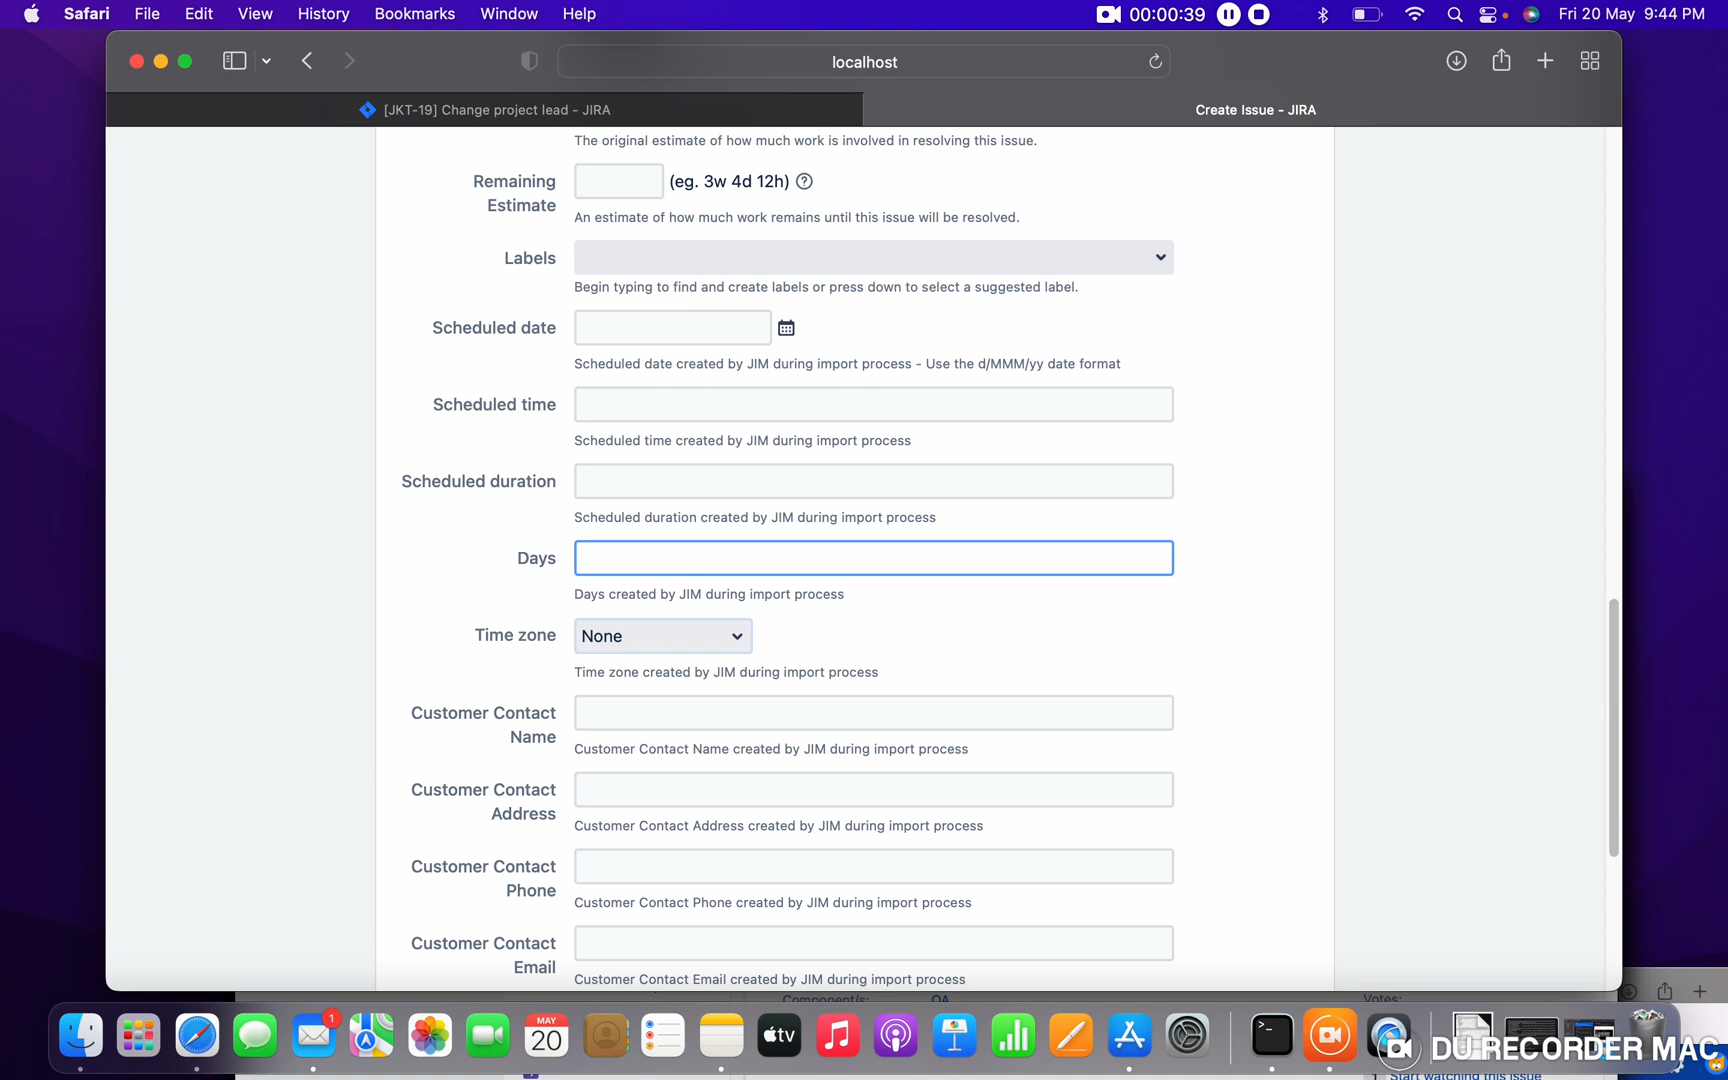 Safari File Edit View History Bookmarks Window Help 00:00:39 Fri 20 May 9:44 PM
localhost
[JKT-19] Change project lead - JIRA
Create Issue - JIRA
The original estimate of how much work is involved in resolving this issue.
Remaining Estimate
(eg. 3w 4d 12h)
An estimate of how much work remains until this issue will be resolved.
Labels
Begin typing to find and create labels or press down to select a suggested label.
Scheduled date
Scheduled date created by JIM during import process - Use the d/MMM/yy date format
Scheduled time
Scheduled time created by JIM during import process
Scheduled duration
Scheduled duration created by JIM during import process
Days
Days created by JIM during import process
Time zone
None
Time zone created by JIM during import process
Customer Contact
Name
Customer Contact Name created by JIM during import process
Customer Contact
Address
Customer Contact Address created by JIM during import process
Customer Contact
Phone
Customer Contact Phone created by JIM during import process
Customer Contact
Email
Customer Contact Email created by JIM during import process
Component/s: QA
Votes:
1
MAY
20
tv
DU RECORDER MAC
Start watching this issue